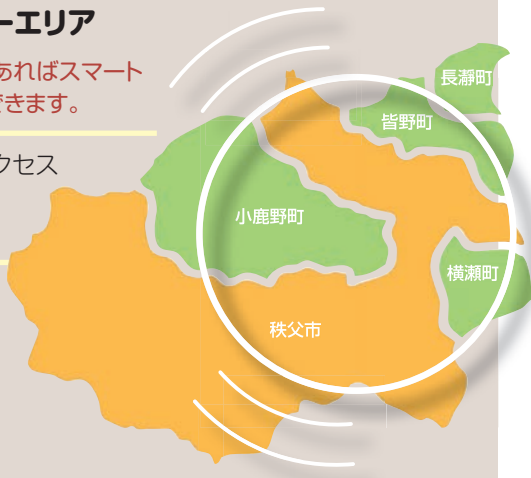 ーエリア
あればスマート
できます。
クセス
長瀞町
皆野町
小鹿野町
横瀬町
秩父市